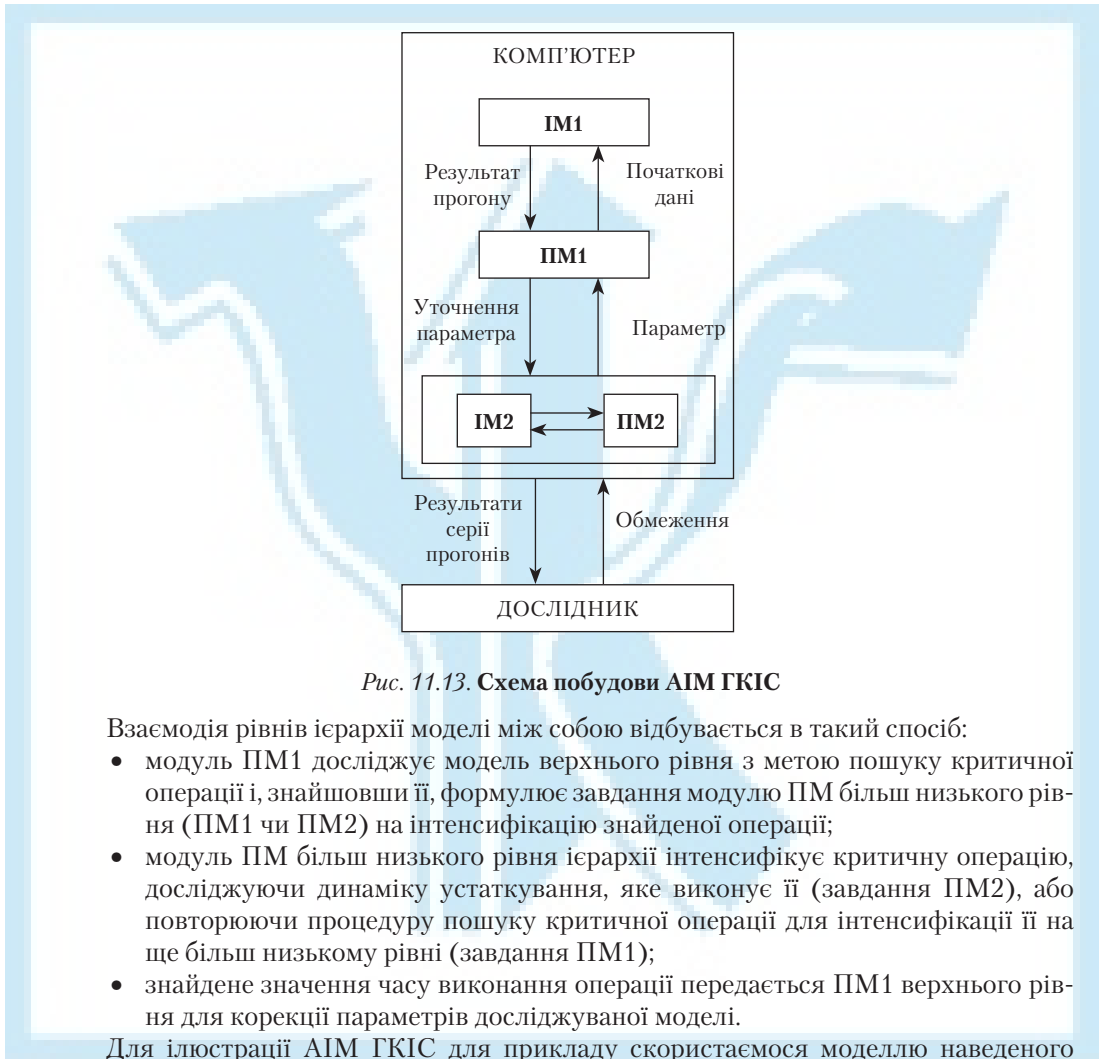 КОМП'ЮТЕР
ІМ1
Результат
прогону
Початкові
дані
ПМ1
Уточнення
параметра
Параметр
ІМ2
ПМ2
Результати
серії
прогонів
Обмеження
ДОСЛІДНИК
Рис. 11.13. Схема побудови АІМ ГКІС
Взаємодія рівнів ієрархії моделі між собою відбувається в такий спосіб:
• модуль ПМ1 досліджує модель верхнього рівня з метою пошуку критичної
операції і, знайшовши її, формулює завдання модулю ПМ більш низького рів-
ня (ПМ1 чи ПМ2) на інтенсифікацію знайденої операції;
• модуль ПМ більш низького рівня ієрархії інтенсифікує критичну операцію,
досліджуючи динаміку устаткування, яке виконує її (завдання ПМ2), або
повторюючи процедуру пошуку критичної операції для інтенсифікації її на
ще більш низькому рівні (завдання ПМ1);
• знайдене значення часу виконання операції передається ПМ1 верхнього рів-
ня для корекції параметрів досліджуваної моделі.
Для ілюстрації АІМ ГКІС для прикладу скористаємося моделлю наведеного